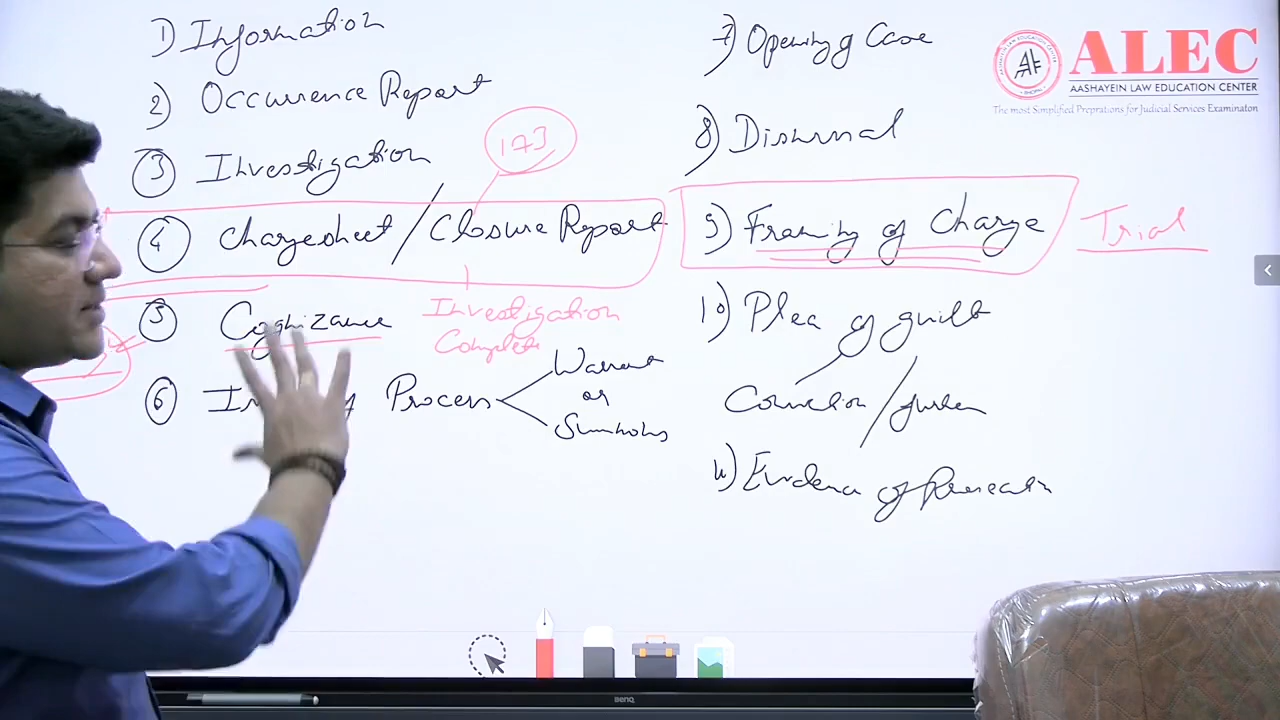 1) Information
2) Occurrence Report
3 Investigation
173
4 Chargesheet / Closure Report
Investigation
Complete
5 Cognizance
6 Process
Warrant
or
Summons
7) Opening of Case
8) Dismissal
9) Framing of Charge
Trial
10) Plea of guilt
Conviction /
11) Evidence of Prosecution
ALEC
AASHAYEIN LAW EDUCATION CENTER
The most Simplified Preprations for Judicial Services Examinaton
BenQ